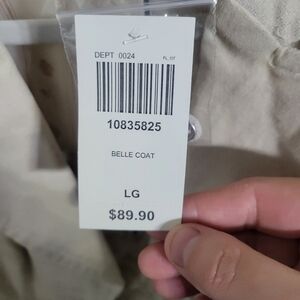 DEPT 0024
10835825
BELLE COAT
LG
$89.90